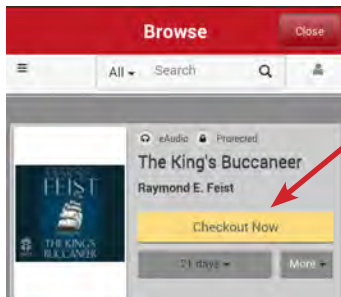 Browse
Close
All
Search
eAudio Protected
The King's Buccaneer
Raymond E. Feist
FEIST
THE KING'S
BUCCANEER
Checkout Now
21 days
More